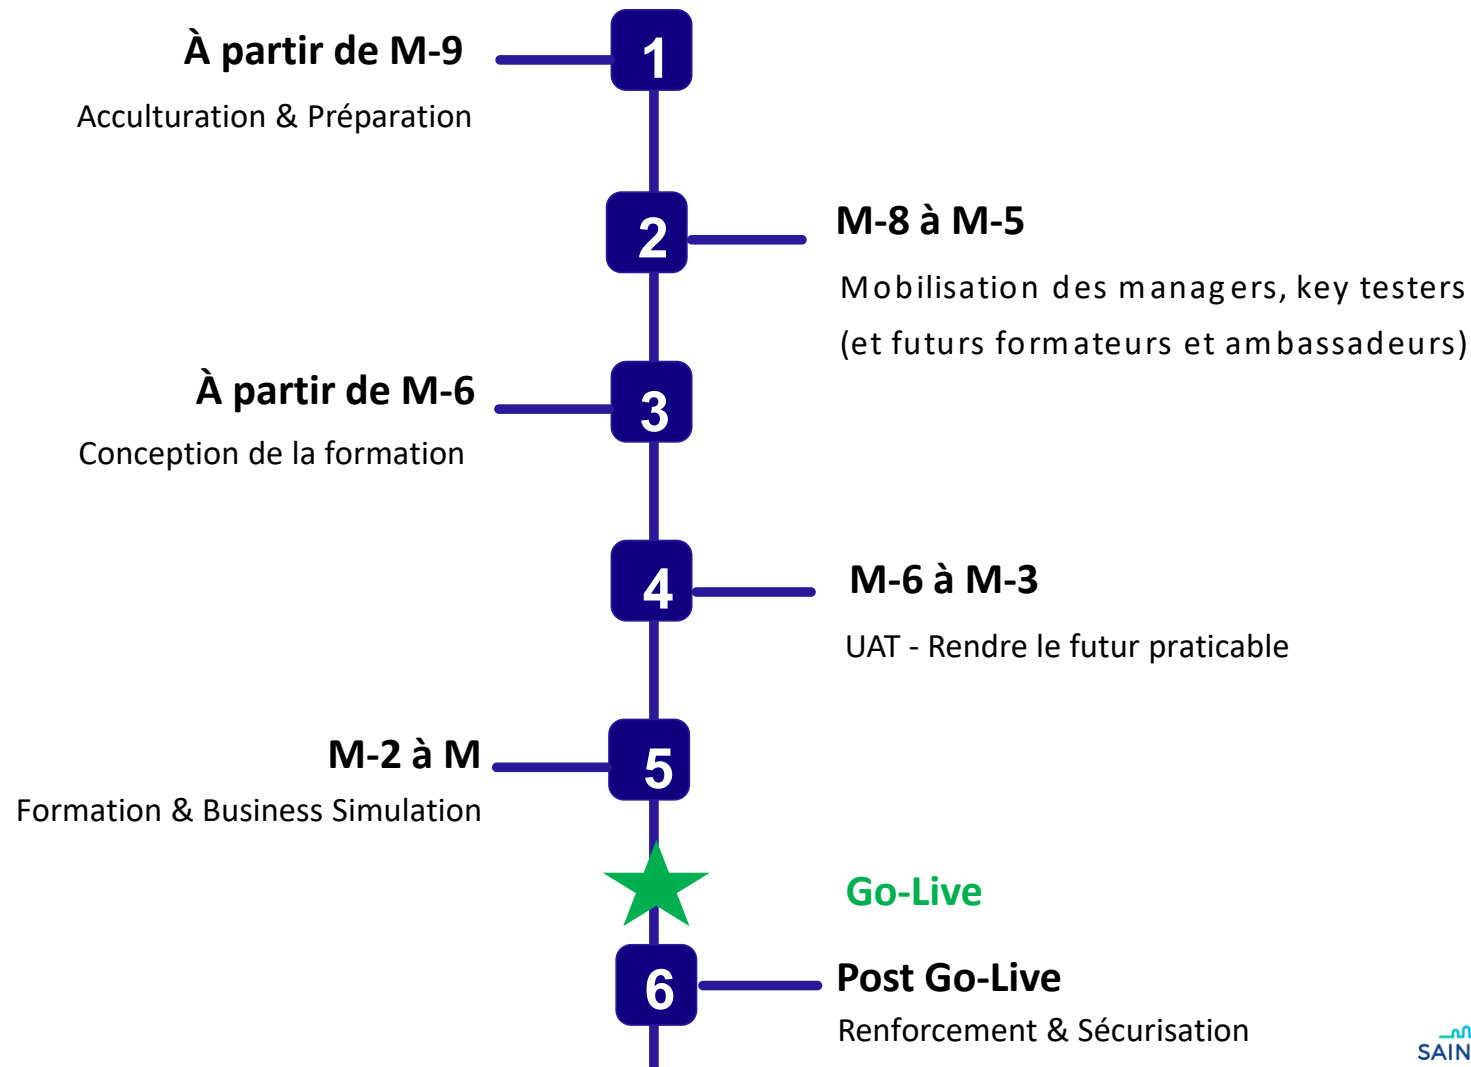 1
À partir de M-9
Acculturation & Préparation
2
M-8 à M-5
Mobilisation des managers, key testers
(et futurs formateurs et ambassadeurs)
3
À partir de M-6
Conception de la formation
4
M-6 à M-3
UAT - Rendre le futur praticable
5
M-2 à M
Formation & Business Simulation
Go-Live
6
Post Go-Live
Renforcement & Sécurisation
SAIN